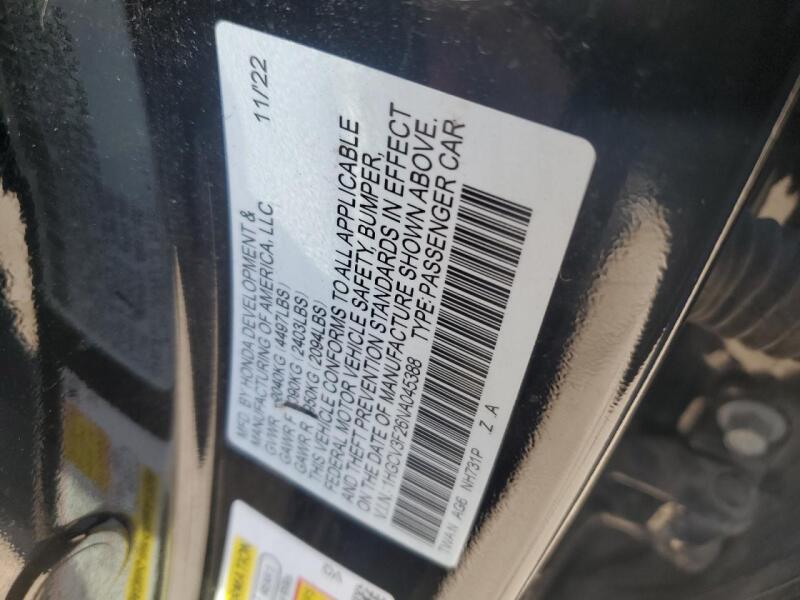 11/'22
MFD. BY HONDA DEVELOPMENT &
MANUFACTURING OF AMERICA, LLC
GVWR 2040KG (4497LBS)
GAWR F 1090KG (2403LBS)
GAWR R 950KG (2094LBS)
THIS VEHICLE CONFORMS TO ALL APPLICABLE
FEDERAL MOTOR VEHICLE SAFETY, BUMPER,
AND THEFT PREVENTION STANDARDS IN EFFECT
ON THE DATE OF MANUFACTURE SHOWN ABOVE.
V.I.N. 1HGCV3F26NA045388 TYPE: PASSENGER CAR
TWAN AG6 NH731P Z A